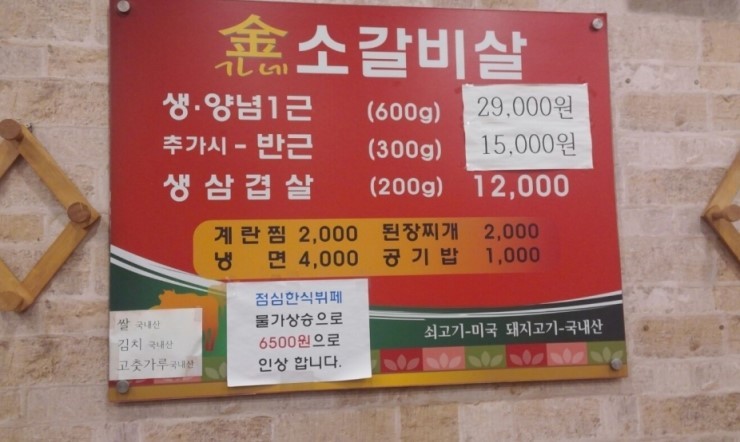 金가네 소갈비살
생·양념1근 (600g) 29,000원
추가시-반근 (300g) 15,000원
생삼겹살 (200g) 12,000
계란찜 2,000 된장찌개 2,000
냉면 4,000 공기밥 1,000
쌀 국내산
김치 국내산
고춧가루국내산
점심한식뷔페
물가상승으로
6500원으로
인상 합니다.
쇠고기-미국 돼지고기-국내산